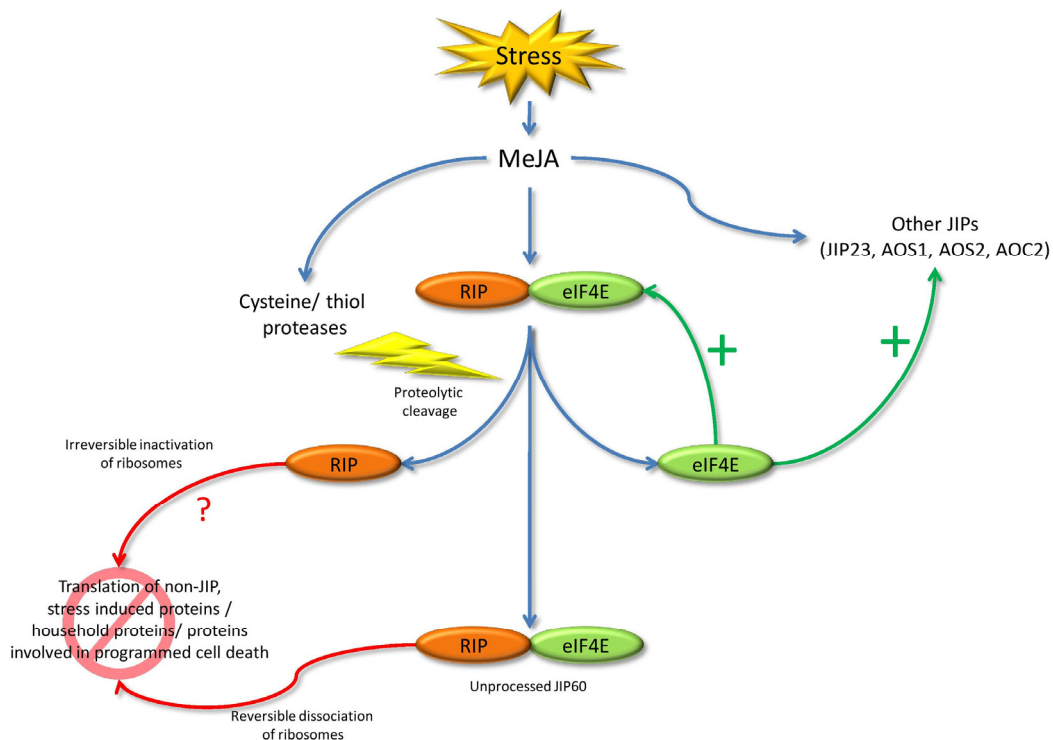 Stress
MeJA
Other JIPs
(JIP23, AOS1, AOS2, AOC2)
Cysteine/ thiol
proteases
RIP
eIF4E
+
+
Proteolytic
cleavage
Irreversible inactivation
of ribosomes
RIP
eIF4E
?
Translation of non-JIP,
stress induced proteins /
household proteins/ proteins
involved in programmed cell death
RIP
eIF4E
Unprocessed JIP60
Reversible dissociation
of ribosomes